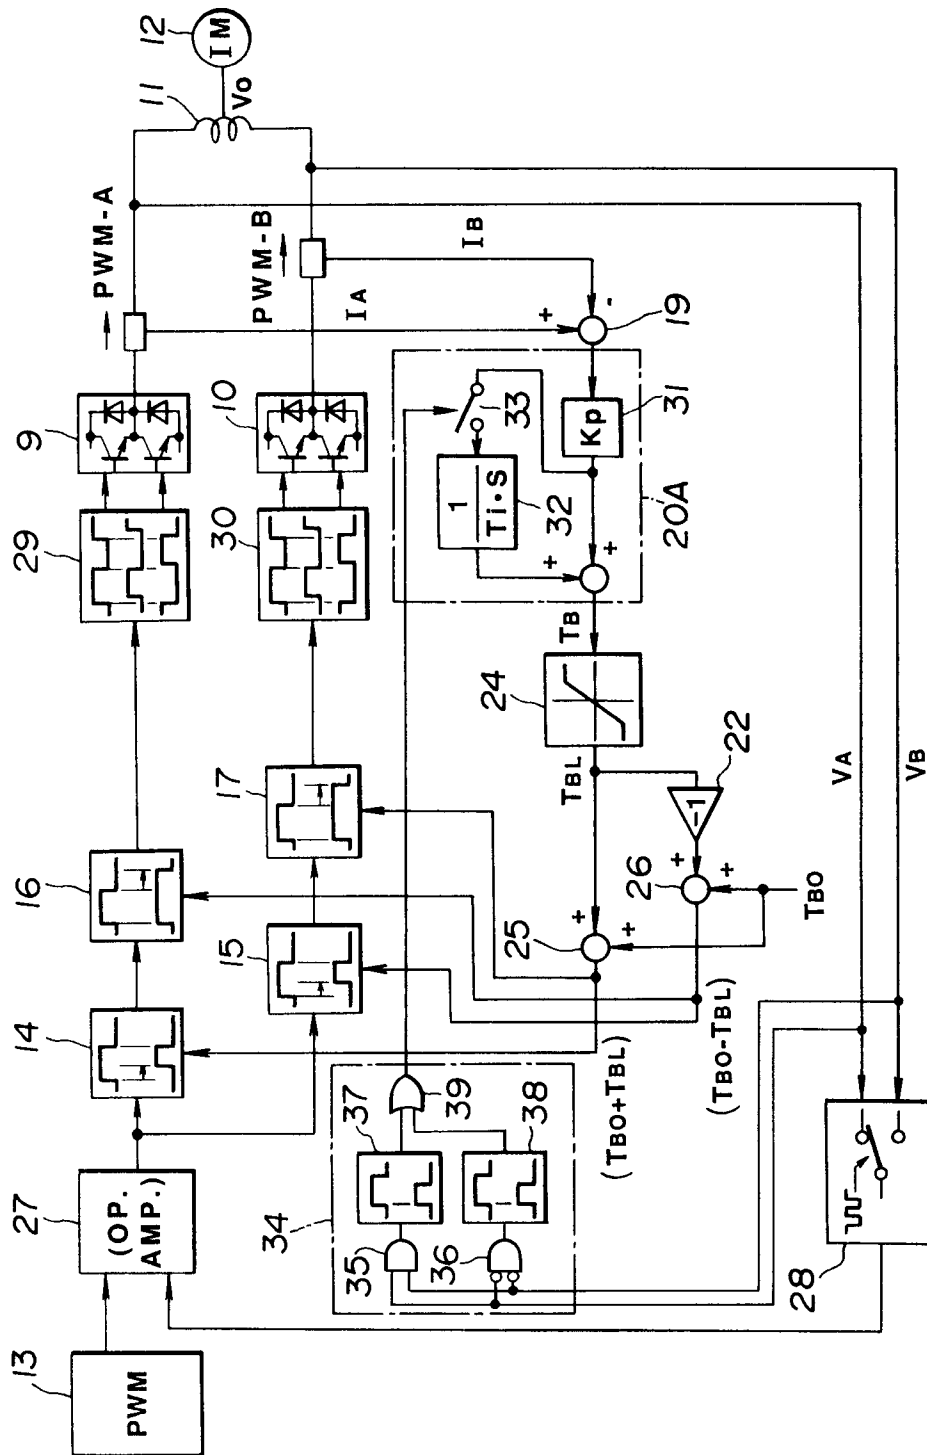 13
PWM
27
(OP. AMP.)
14
16
29
9
PWM-A
11
Vo
12
IM
15
17
30
10
PWM-B
IA
IB
34
35
36
37
38
39
(TBO+TBL)
(TBO-TBL)
25
+
+
26
+
+
TBO
22
-1
TBL
24
TB
+
+
20A
1
Ti·S
32
33
Kp
31
+
-
19
VA
VB
28